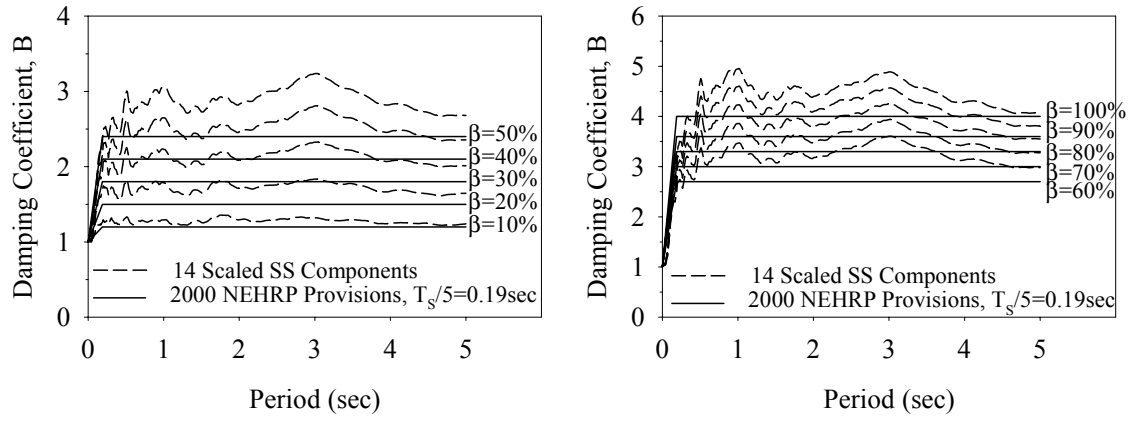 Damping Coefficient, B
4
3
2
1
0
β=50%
β=40%
β=30%
β=20%
β=10%
14 Scaled SS Components
2000 NEHRP Provisions, TS/5=0.19sec
0 1 2 3 4 5
Period (sec)
Damping Coefficient, B
6
5
4
3
2
1
0
β=100%
β=90%
β=80%
β=70%
β=60%
14 Scaled SS Components
2000 NEHRP Provisions, TS/5=0.19sec
0 1 2 3 4 5
Period (sec)